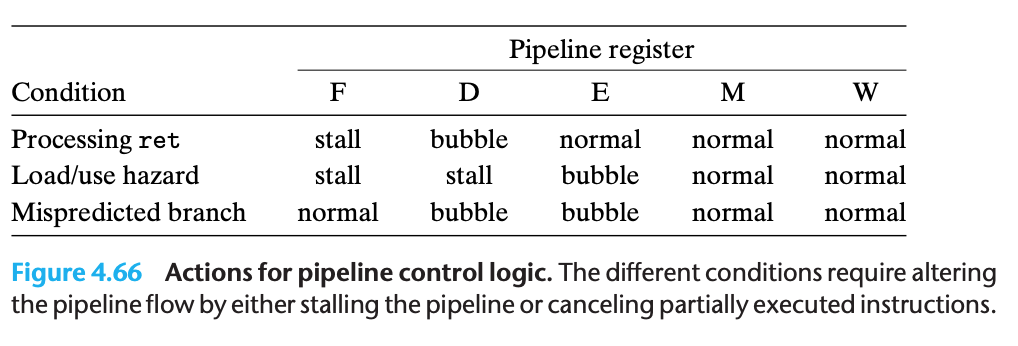 Pipeline register
Condition F D E M W
Processing ret stall bubble normal normal normal
Load/use hazard stall stall bubble normal normal
Mispredicted branch normal bubble bubble normal normal
Figure 4.66 Actions for pipeline control logic. The different conditions require altering
the pipeline flow by either stalling the pipeline or canceling partially executed instructions.